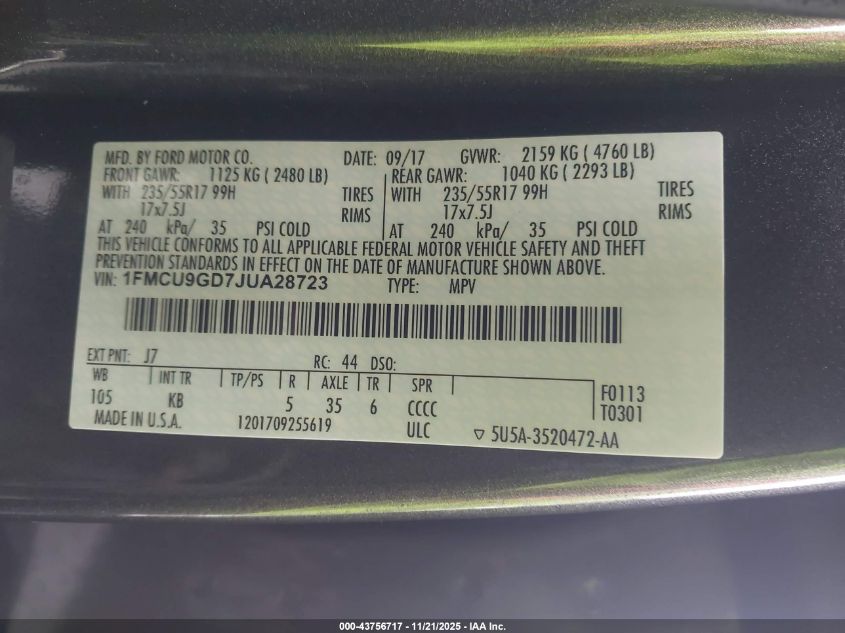 MFD. BY FORD MOTOR CO. DATE: 09/17 GVWR: 2159 KG ( 4760 LB)
FRONT GAWR: 1125 KG ( 2480 LB) REAR GAWR: 1040 KG ( 2293 LB)
WITH 235/55R17 99H TIRES WITH 235/55R17 99H TIRES
17x7.5J RIMS 17x7.5J RIMS
AT 240 kPa/ 35 PSI COLD AT 240 kPa/ 35 PSI COLD
THIS VEHICLE CONFORMS TO ALL APPLICABLE FEDERAL MOTOR VEHICLE SAFETY AND THEFT
PREVENTION STANDARDS IN EFFECT ON THE DATE OF MANUFACTURE SHOWN ABOVE.
VIN: 1FMCU9GD7JUA28723 TYPE: MPV
EXT PNT: J7 RC: 44 DSO:
WB INT TR TP/PS R AXLE TR SPR
105 KB 5 35 6 CCCC
F0113
T0301
MADE IN U.S.A. 1201709255619 ULC ▽ 5U5A-3520472-AA
000-43756717 - 11/21/2025 - IAA Inc.